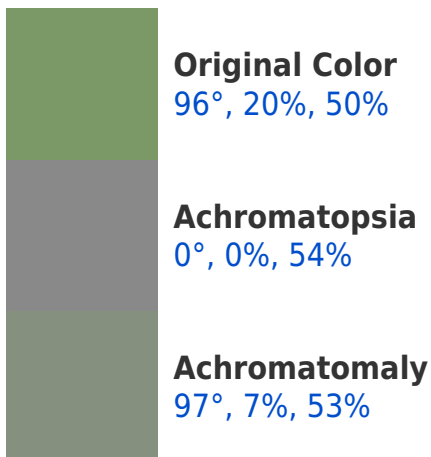 Original Color
96°, 20%, 50%
Achromatopsia
0°, 0%, 54%
Achromatomaly
97°, 7%, 53%